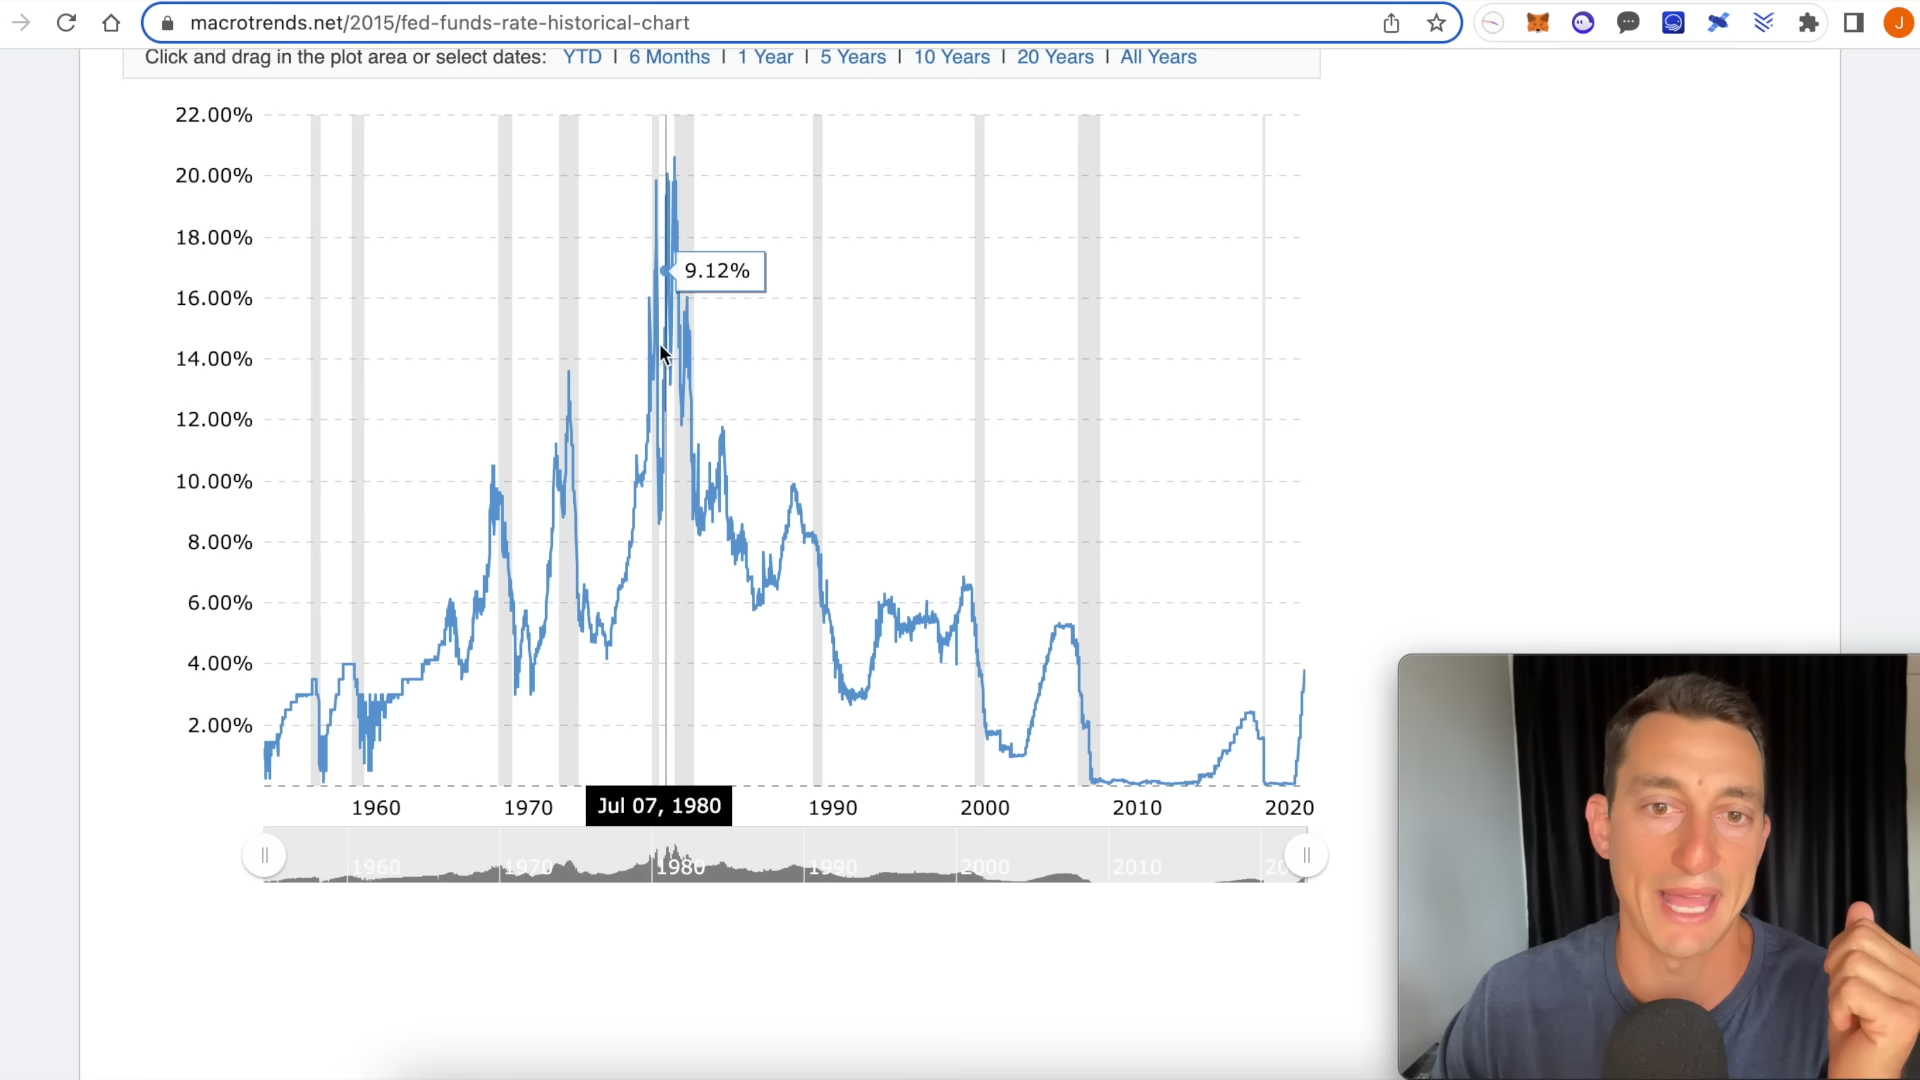 macrotrends.net/2015/fed-funds-rate-historical-chart
J
Click and drag in the plot area or select dates: YTD | 6 Months | 1 Year | 5 Years | 10 Years | 20 Years | All Years
22.00%
20.00%
18.00%
9.12%
16.00%
14.00%
12.00%
10.00%
8.00%
6.00%
4.00%
2.00%
1960 1970 Jul 07, 1980 1990 2000 2010 2020
1960 1970 1980 1990 2000 2010